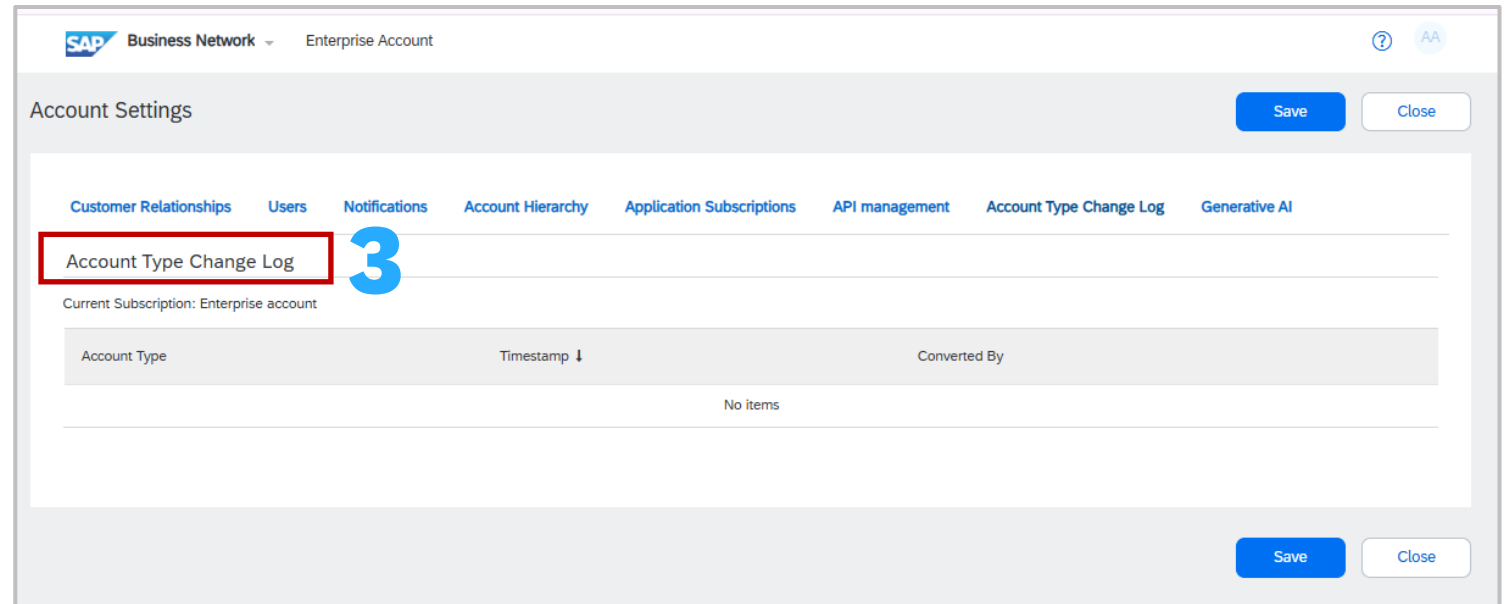 SAP Business Network Enterprise Account AA
Account Settings Save Close
Customer Relationships Users Notifications Account Hierarchy Application Subscriptions API management Account Type Change Log Generative AI
Account Type Change Log 3
Current Subscription: Enterprise account
Account Type Timestamp Converted By
No items
Save Close